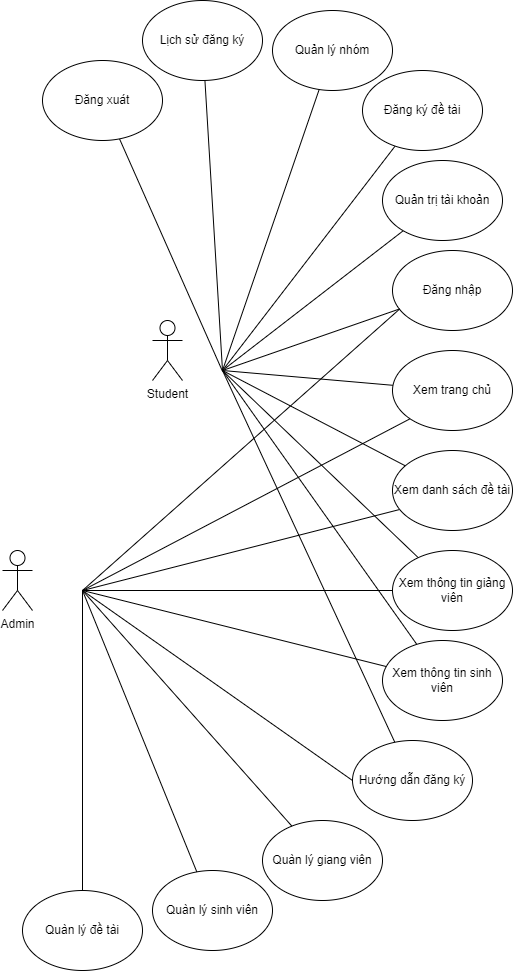 Lịch sử đăng ký
Quản lý nhóm
Đăng xuát
Đăng ký đề tài
Quản trị tài khoản
Đăng nhập
Student
Xem trang chủ
Xem danh sách đề tài
Admin
Xem thông tin giảng
viên
Xem thông tin sinh
viên
Hướng dẫn đăng ký
Quản lý giang viên
Quản lý sinh viên
Quản lý đề tài